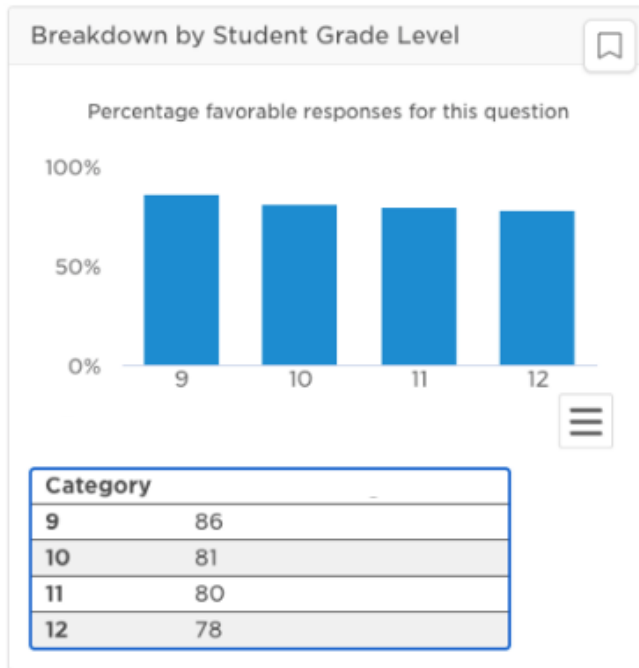 Breakdown by Student Grade Level
Percentage favorable responses for this question
100%
50%
0%
9 10 11 12
Category
9 86
10 81
11 80
12 78